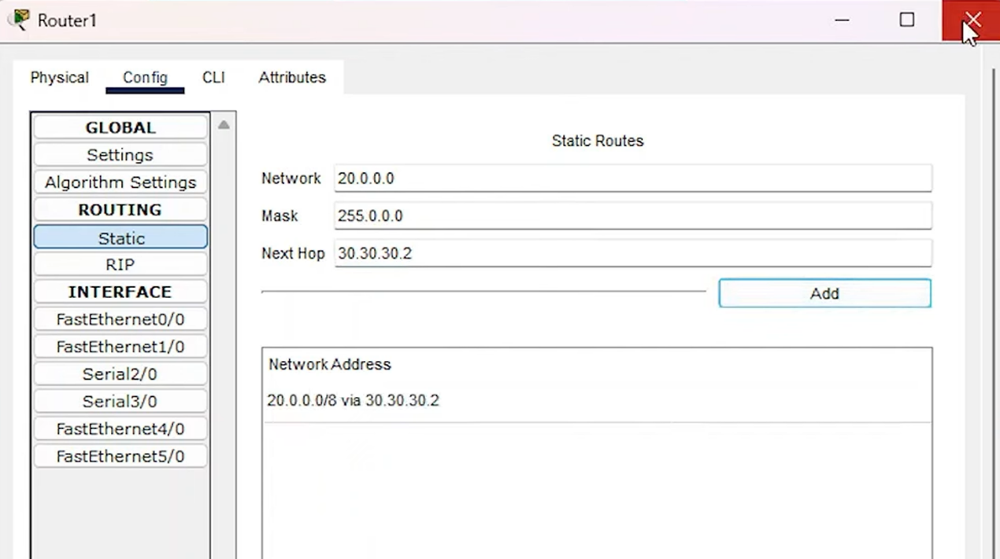 Router1
Physical Config CLI Attributes
GLOBAL
Settings
Algorithm Settings
ROUTING
Static
RIP
INTERFACE
FastEthernet0/0
FastEthernet1/0
Serial2/0
Serial3/0
FastEthernet4/0
FastEthernet5/0
Static Routes
Network 20.0.0.0
Mask 255.0.0.0
Next Hop 30.30.30.2
Add
Network Address
20.0.0.0/8 via 30.30.30.2